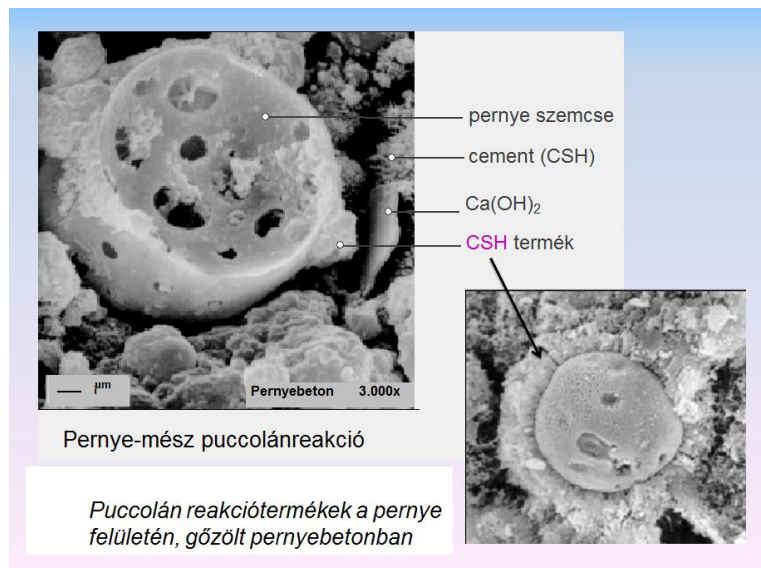 pernye szemcse
cement (CSH)
Ca(OH)₂
CSH termék
µm
Pernyebeton 3.000x
Pernye-mész puccolánreakció
Puccolán reakciótermékek a pernye
felületén, gőzölt pernyebetonban